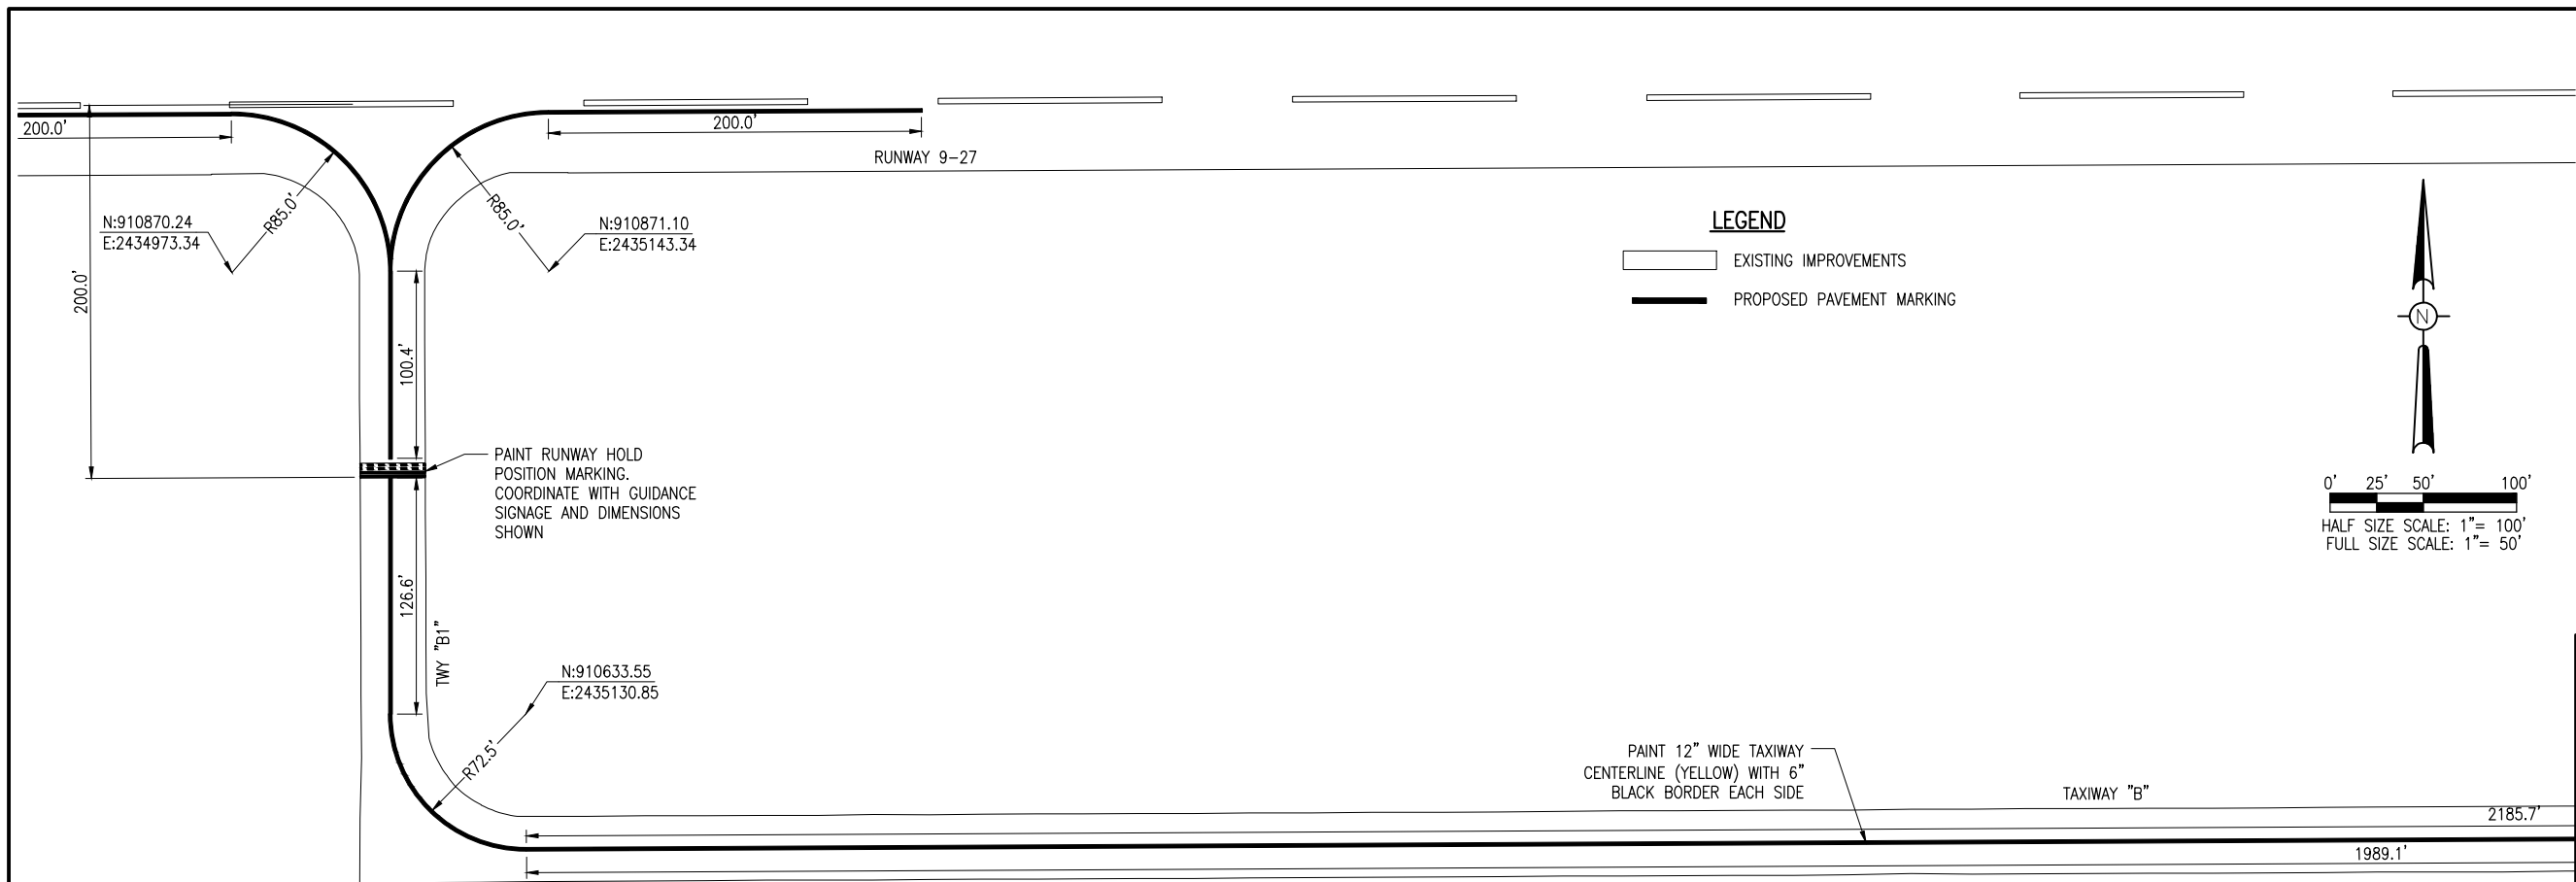 200.0'
200.0'
RUNWAY 9-27
R85.0'
R85.0'
N:910870.24
E:2434973.34
N:910871.10
E:2435143.34
LEGEND
EXISTING IMPROVEMENTS
PROPOSED PAVEMENT MARKING
N
200.0'
100.4'
PAINT RUNWAY HOLD
POSITION MARKING.
COORDINATE WITH GUIDANCE
SIGNAGE AND DIMENSIONS
SHOWN
0' 25' 50' 100'
HALF SIZE SCALE: 1"= 100'
FULL SIZE SCALE: 1"= 50'
126.6'
TWY "B1"
N:910633.55
E:2435130.85
R72.5'
PAINT 12" WIDE TAXIWAY
CENTERLINE (YELLOW) WITH 6"
BLACK BORDER EACH SIDE
TAXIWAY "B"
2185.7'
1989.1'